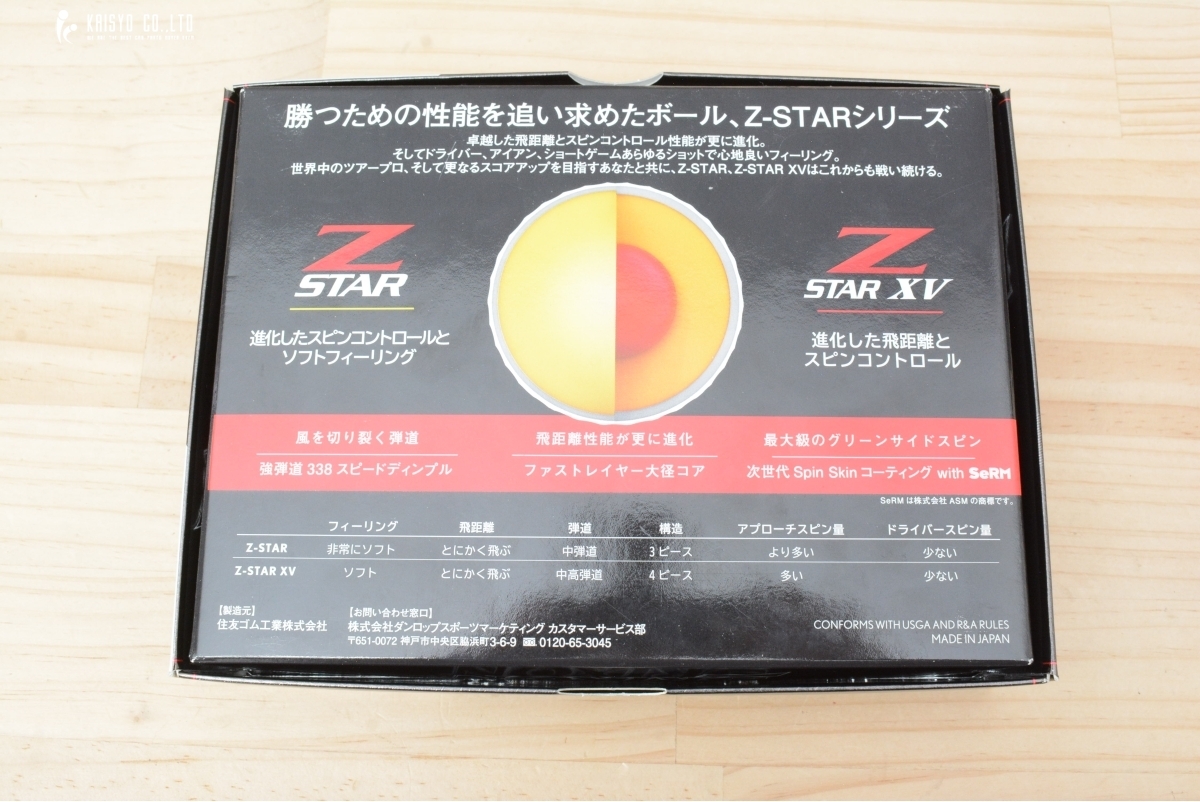 KAISYO CO.,LTD
勝つための性能を追い求めたボール、Z-STARシリーズ
卓越した飛距離とスピンコントロール性能が更に進化。
そしてドライバー、アイアン、ショートゲームあらゆるショットで心地良いフィーリング。
世界中のツアープロ、そして更なるスコアアップを目指すあなたと共に、Z-STAR、Z-STAR XVはこれからも戦い続ける。
Z
STAR
進化したスピンコントロールと
ソフトフィーリング
Z
STAR XV
進化した飛距離と
スピンコントロール
風を切り裂く弾道
強弾道 338 スピードディンプル
飛距離性能が更に進化
ファストレイヤー大径コア
最大級のグリーンサイドスピン
次世代 Spin Skin コーティング with SeRM
SeRM は株式会社 ASM の商標です。
フィーリング 飛距離 弾道 構造 アプローチスピン量 ドライバースピン量
Z-STAR 非常にソフト とにかく飛ぶ 中弾道 3ピース より多い 少ない
Z-STAR XV ソフト とにかく飛ぶ 中高弾道 4ピース 多い 少ない
【製造元】
住友ゴム工業株式会社
【お問い合わせ窓口】
株式会社ダンロップスポーツマーケティング カスタマーサービス部
〒651-0072 神戸市中央区脇浜町3-6-9 0120-65-3045
CONFORMS WITH USGA AND R&A RULES
MADE IN JAPAN